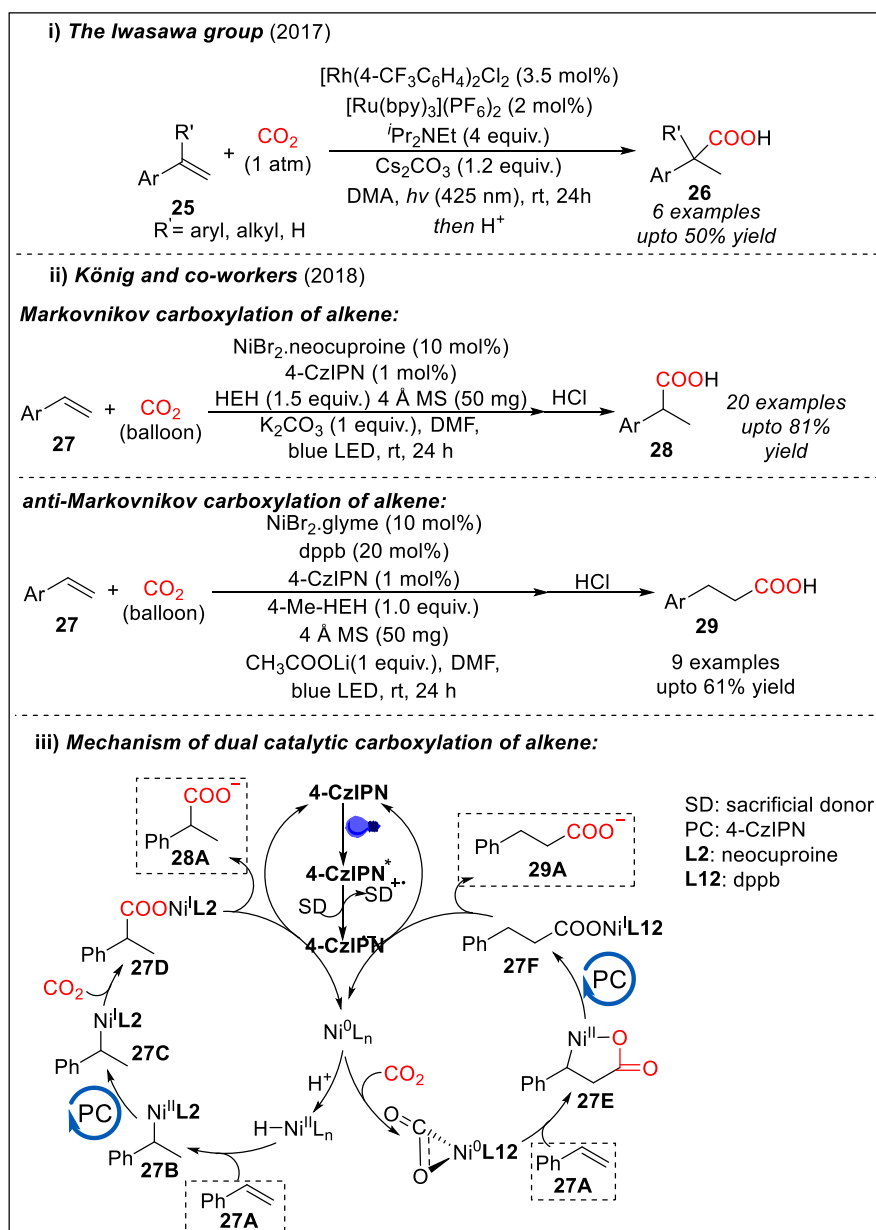 i) The Iwasawa group (2017)
[Rh(4-CF3C6H4)2Cl2 (3.5 mol%)
[Ru(bpy)3](PF6)2 (2 mol%)
iPr2NEt (4 equiv.)
Cs2CO3 (1.2 equiv.)
DMA, hv (425 nm), rt, 24h
then H+
R'
Ar
25
R'= aryl, alkyl, H
+
CO2
(1 atm)
R'
COOH
Ar
26
6 examples
upto 50% yield
ii) König and co-workers (2018)
Markovnikov carboxylation of alkene:
NiBr2.neocuproine (10 mol%)
4-CzIPN (1 mol%)
HEH (1.5 equiv.) 4 Å MS (50 mg)
K2CO3 (1 equiv.), DMF,
blue LED, rt, 24 h
Ar
27
+
CO2
(balloon)
HCl
COOH
Ar
28
20 examples
upto 81%
yield
anti-Markovnikov carboxylation of alkene:
NiBr2.glyme (10 mol%)
dppb (20 mol%)
4-CzIPN (1 mol%)
4-Me-HEH (1.0 equiv.)
4 Å MS (50 mg)
CH3COOLi(1 equiv.), DMF,
blue LED, rt, 24 h
Ar
27
+
CO2
(balloon)
HCl
Ar
COOH
29
9 examples
upto 61% yield
iii) Mechanism of dual catalytic carboxylation of alkene:
COO−
Ph
28A
4-CzIPN
4-CzIPN*
SD
SD+•
4-CzIPN
Ph
COO−
29A
SD: sacrificial donor
PC: 4-CzIPN
L2: neocuproine
L12: dppb
COONiIL2
Ph
27D
CO2
NiIL2
Ph
27C
PC
NiIIL2
Ph
27B
Ph
27A
H−NiIILn
H+
Ni0Ln
CO2
O
C
O
Ni0L12
Ph
27A
NiII
O
O
Ph
27E
PC
Ph
COONiIL12
27F